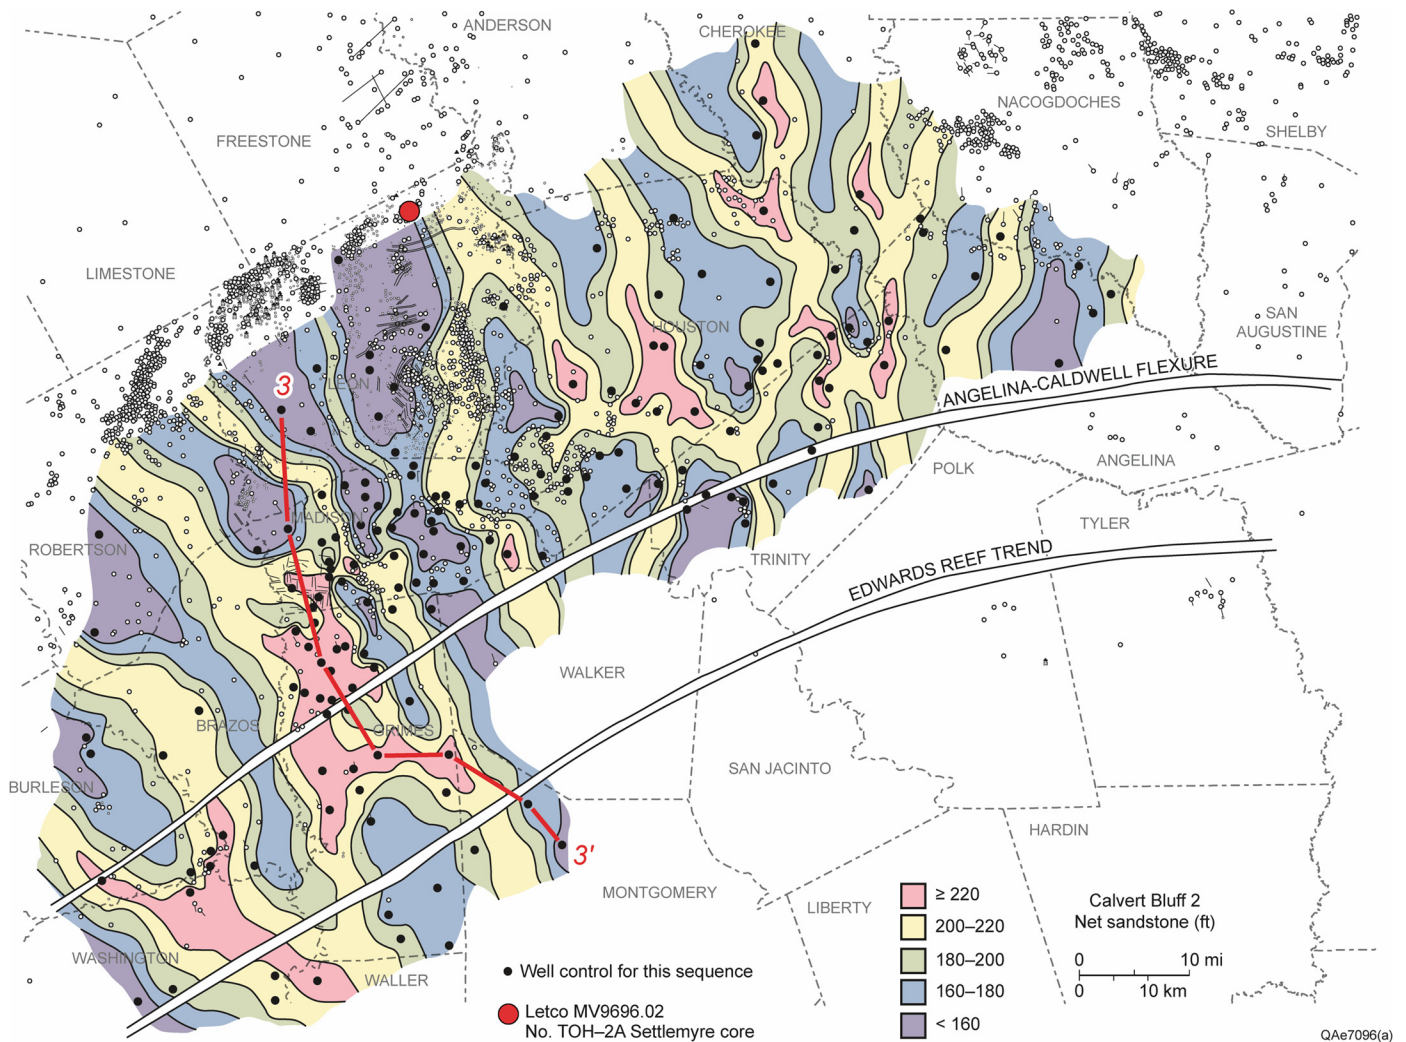 ANDERSON
CHEROKEE
NACOGDOCHES
FREESTONE
SHELBY
LIMESTONE
SAN
AUGUSTINE
HOUSTON
ANGELINA-CALDWELL FLEXURE
3
LEON
POLK
ANGELINA
MADISON
TYLER
ROBERTSON
TRINITY
EDWARDS REEF TREND
WALKER
BRAZOS
GRIMES
SAN JACINTO
BURLESON
HARDIN
3'
MONTGOMERY
LIBERTY
WASHINGTON
WALLER
≥ 220
200–220
180–200
160–180
< 160
Calvert Bluff 2
Net sandstone (ft)
0 10 mi
0 10 km
Well control for this sequence
Letco MV9696.02
No. TOH–2A Settlemyre core
QAe7096(a)